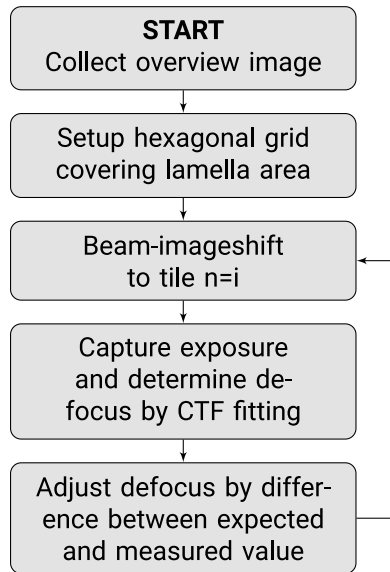 START
Collect overview image
Setup hexagonal grid
covering lamella area
Beam-imageshift
to tile n=i
Capture exposure
and determine de-
focus by CTF fitting
Adjust defocus by differ-
ence between expected
and measured value